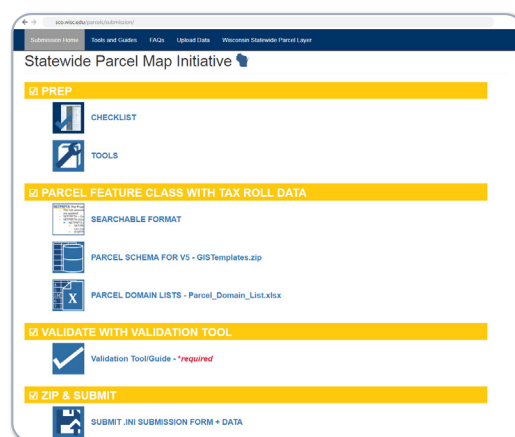 sco.wisc.edu/parcels/submission/
Submission Home Tools and Guides FAQs Upload Data Wisconsin Statewide Parcel Layer
Statewide Parcel Map Initiative
PREP
CHECKLIST
TOOLS
PARCEL FEATURE CLASS WITH TAX ROLL DATA
SEARCHABLE FORMAT
PARCEL SCHEMA FOR V5 - GISTemplates.zip
PARCEL DOMAIN LISTS - Parcel_Domain_List.xlsx
X
VALIDATE WITH VALIDATION TOOL
Validation Tool/Guide - *required
ZIP & SUBMIT
SUBMIT .INI SUBMISSION FORM + DATA